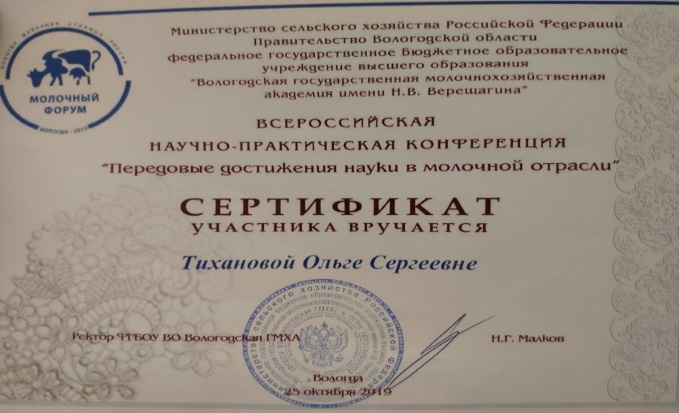 Министерство сельского хозяйства Российской Федерации
Правительство Вологодской области
федеральное государственное Бюджетное образовательное
учреждение высшего образования
"Вологодская государственная молочнохозяйственная
академия имени Н.В. Верещагина"
МОЛОЧНЫЙ
ФОРУМ
ВОЛОГДА - 2019
ВСЕРОССИЙСКАЯ
НАУЧНО-ПРАКТИЧЕСКАЯ КОНФЕРЕНЦИЯ
"Передовые достижения науки в молочной отрасли"
СЕРТИФИКАТ
УЧАСТНИКА ВРУЧАЕТСЯ
Тихановой Ольге Сергеевне
Ректор ФГБОУ ВО Вологодская ГМХА
Н.Г. Малков
Вологда
25 октября 2019